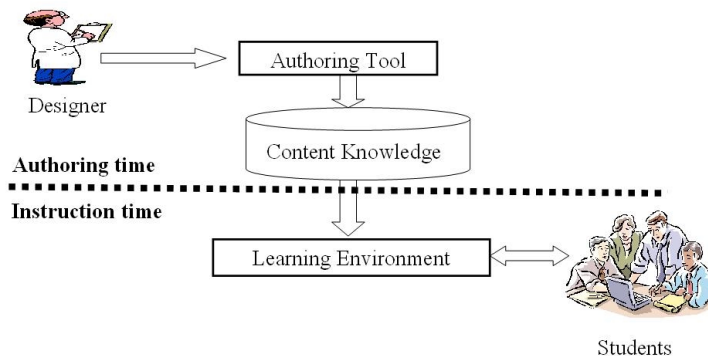 Authoring Tool
Designer
Content Knowledge
Authoring time
Instruction time
Learning Environment
Students